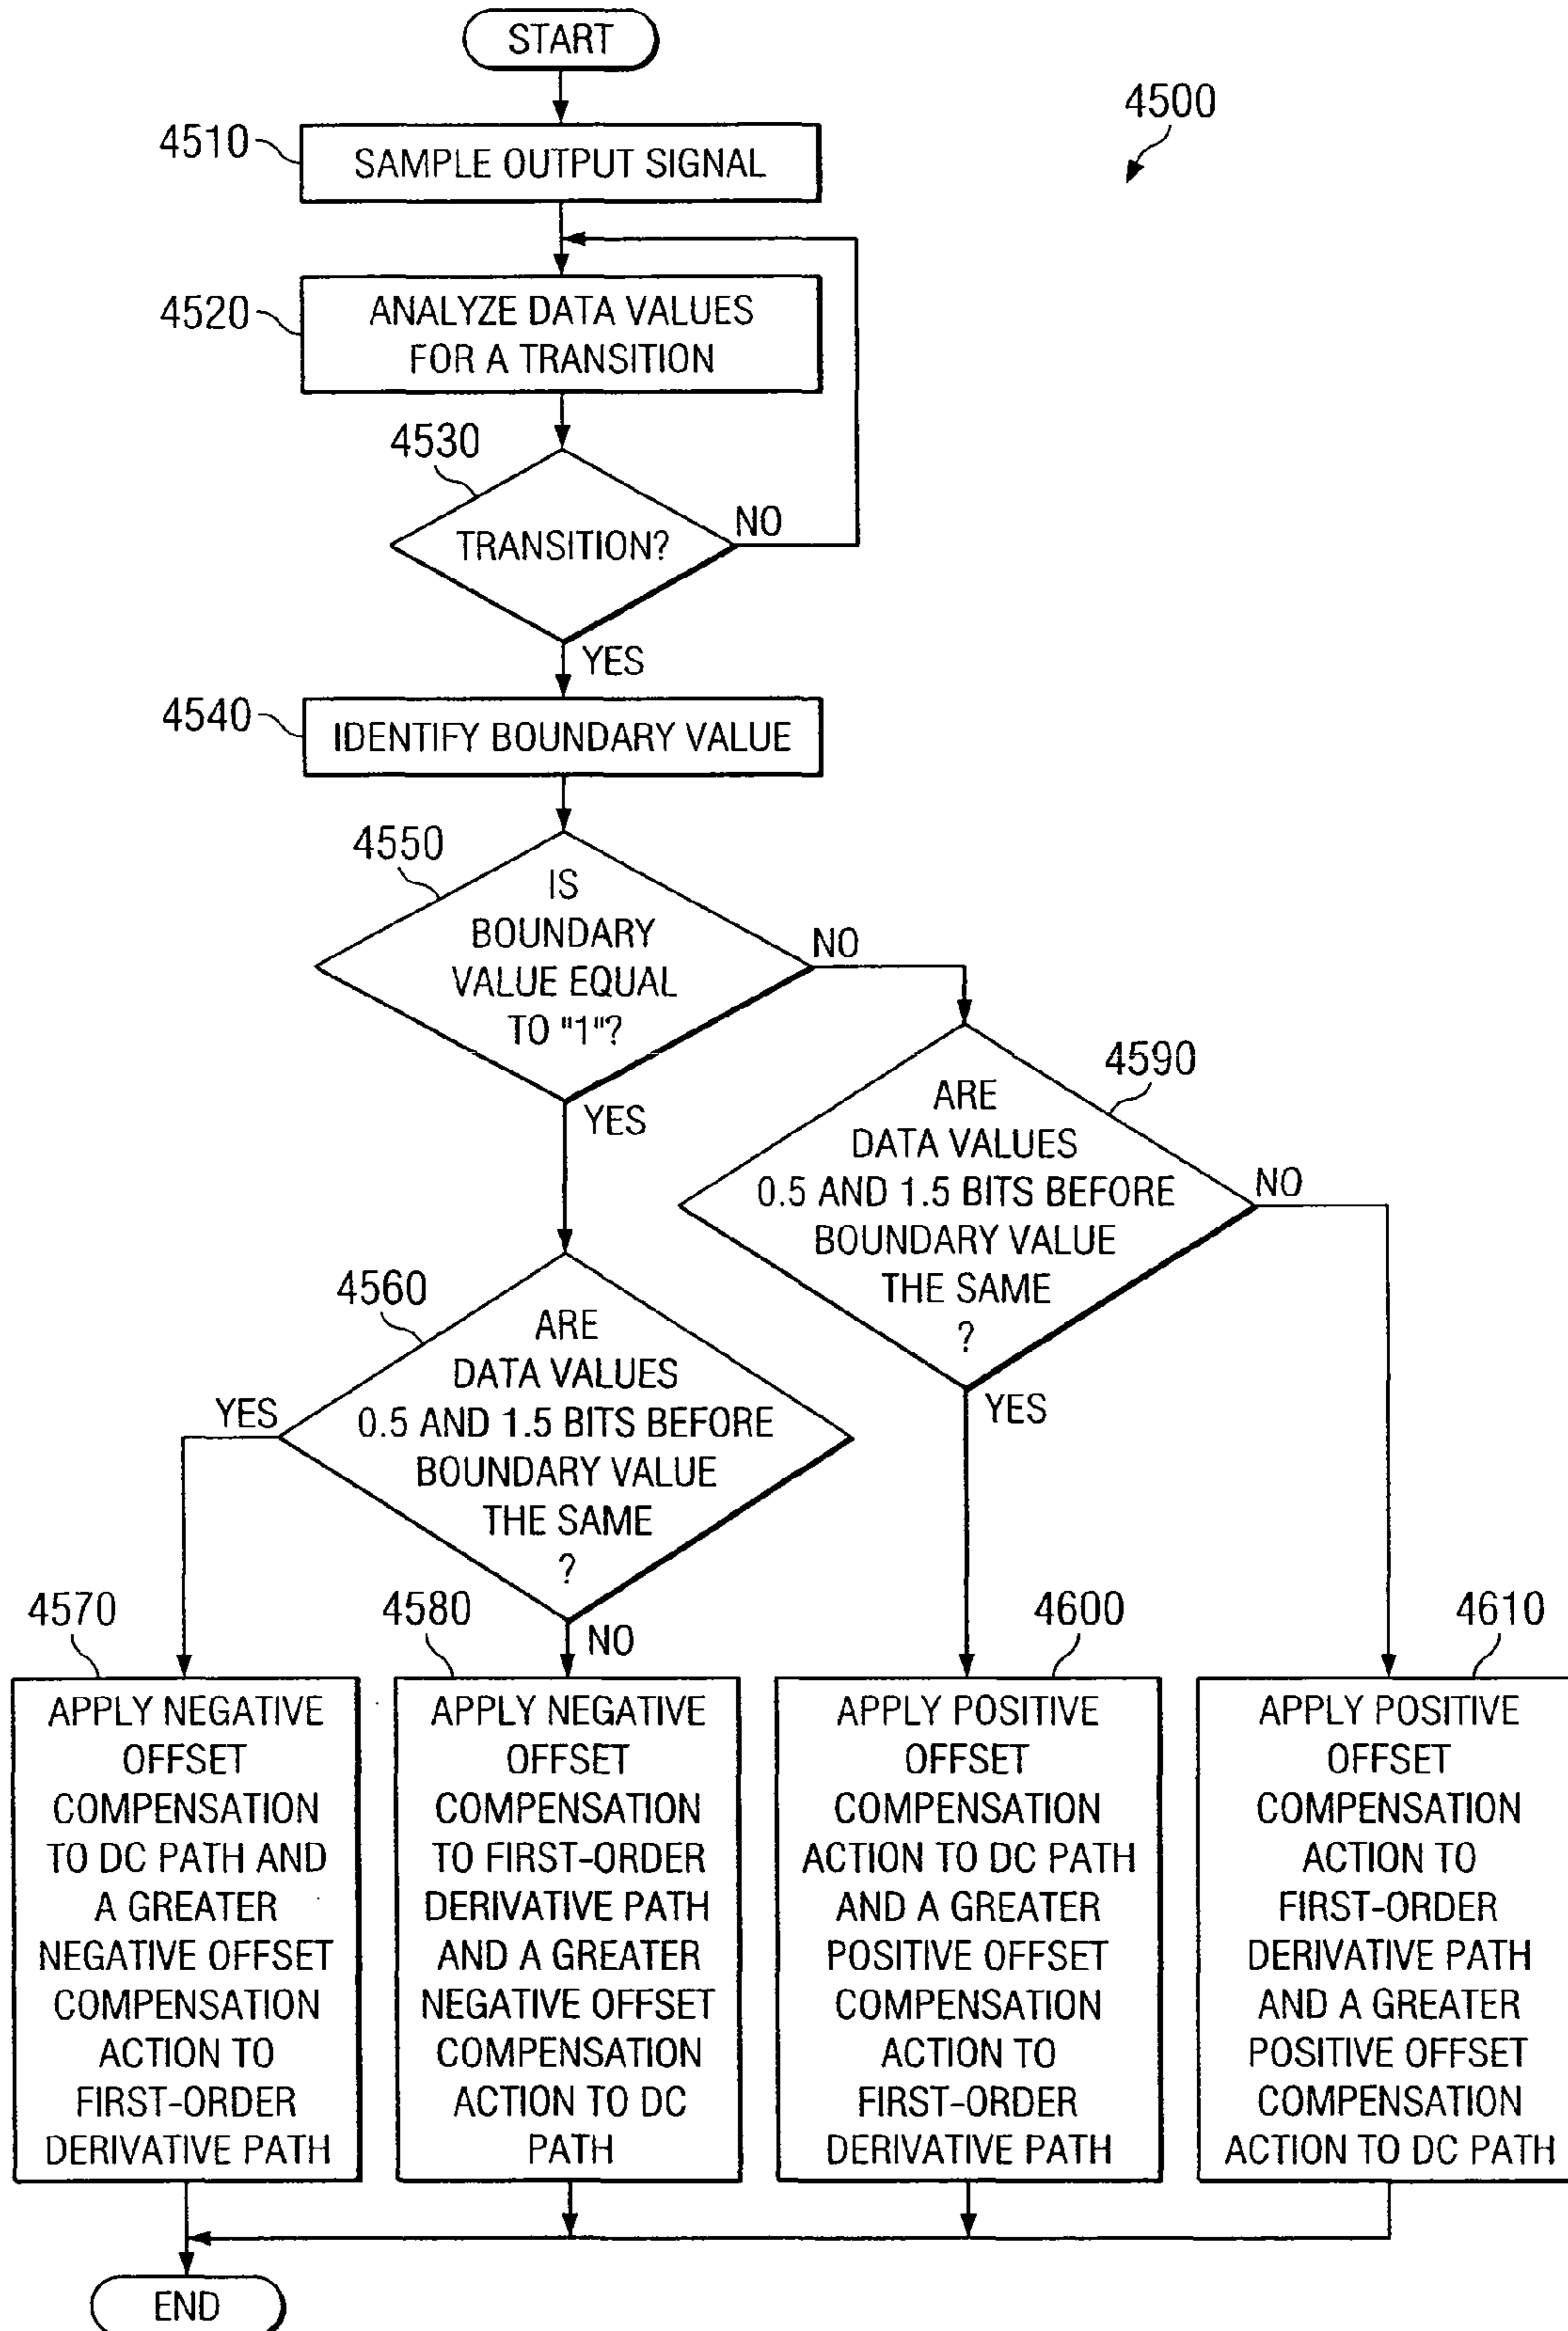 START
4500
4510
SAMPLE OUTPUT SIGNAL
4520
ANALYZE DATA VALUES
FOR A TRANSITION
4530
TRANSITION?
NO
YES
4540
IDENTIFY BOUNDARY VALUE
4550
IS
BOUNDARY
VALUE EQUAL
TO "1"?
NO
YES
4590
ARE
DATA VALUES
0.5 AND 1.5 BITS BEFORE
BOUNDARY VALUE
THE SAME
?
NO
YES
4560
ARE
DATA VALUES
0.5 AND 1.5 BITS BEFORE
BOUNDARY VALUE
THE SAME
?
YES
NO
4570
APPLY NEGATIVE
OFFSET
COMPENSATION
TO DC PATH AND
A GREATER
NEGATIVE OFFSET
COMPENSATION
ACTION TO
FIRST-ORDER
DERIVATIVE PATH
4580
APPLY NEGATIVE
OFFSET
COMPENSATION
TO FIRST-ORDER
DERIVATIVE PATH
AND A GREATER
NEGATIVE OFFSET
COMPENSATION
ACTION TO DC
PATH
4600
APPLY POSITIVE
OFFSET
COMPENSATION
ACTION TO DC PATH
AND A GREATER
POSITIVE OFFSET
COMPENSATION
ACTION TO
FIRST-ORDER
DERIVATIVE PATH
4610
APPLY POSITIVE
OFFSET
COMPENSATION
ACTION TO
FIRST-ORDER
DERIVATIVE PATH
AND A GREATER
POSITIVE OFFSET
COMPENSATION
ACTION TO DC PATH
END